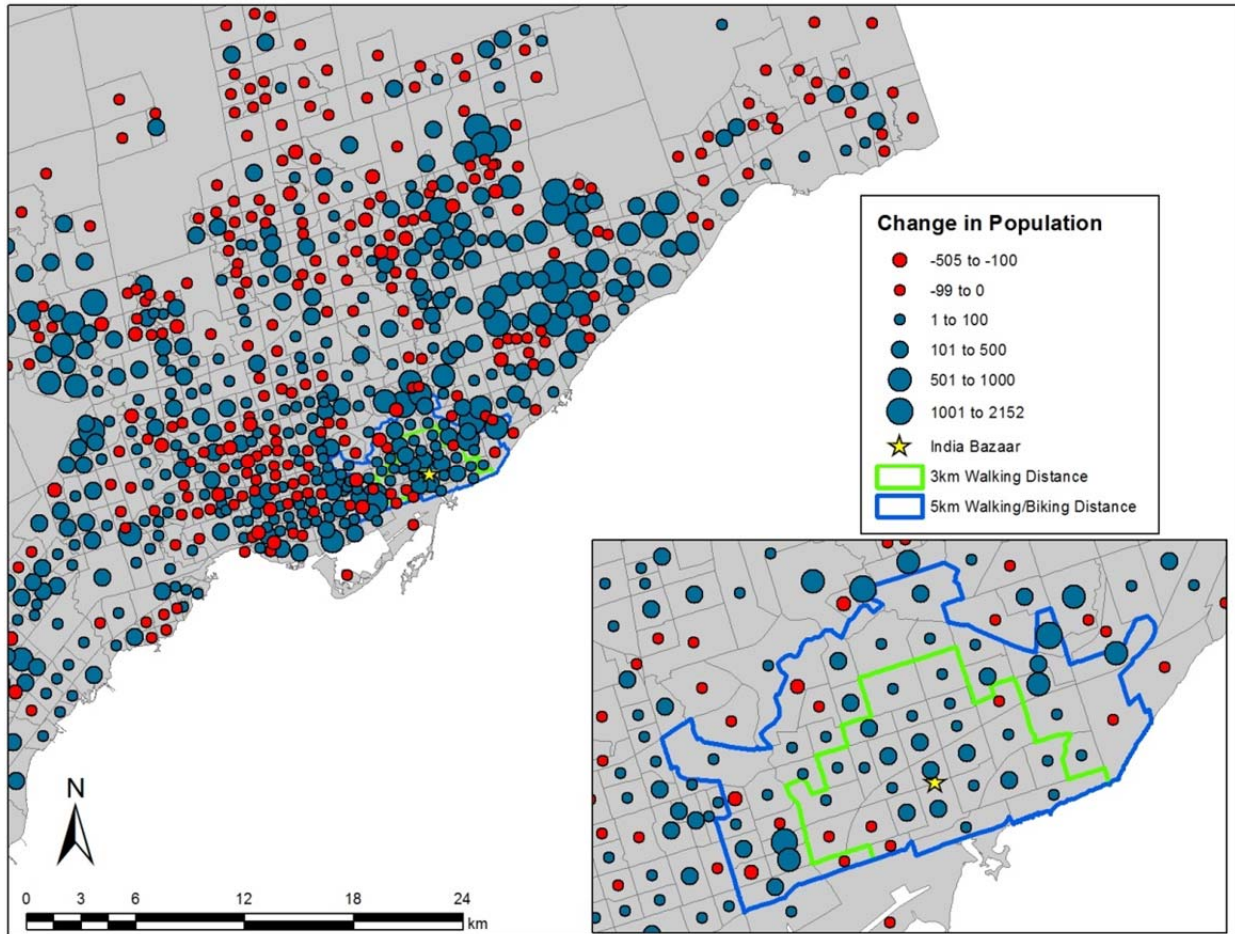 Change in Population
-505 to -100
-99 to 0
1 to 100
101 to 500
501 to 1000
1001 to 2152
India Bazaar
3km Walking Distance
5km Walking/Biking Distance
N
0 3 6 12 18 24
km